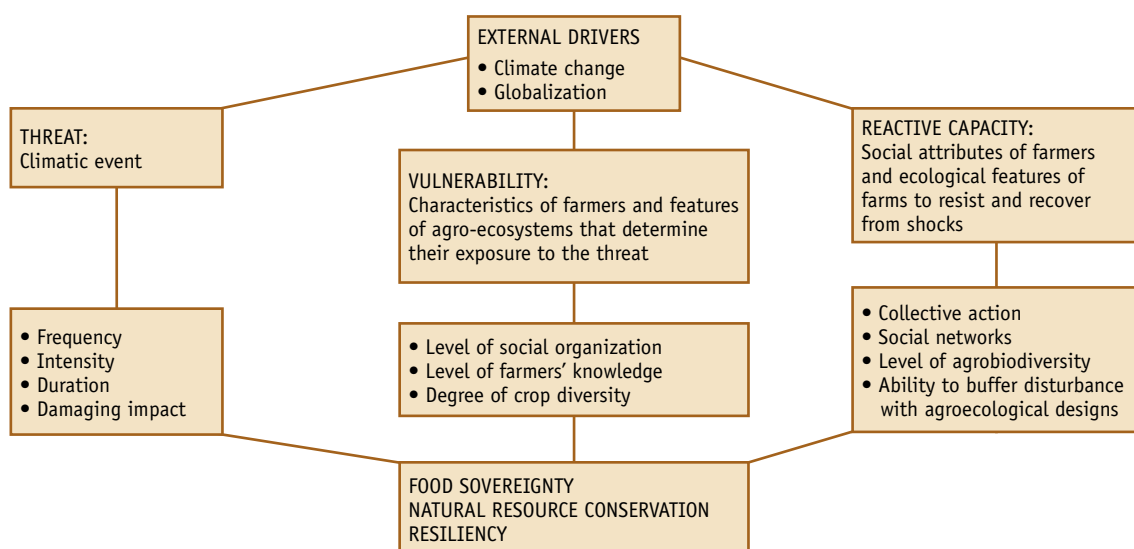 EXTERNAL DRIVERS
• Climate change
• Globalization
THREAT:
Climatic event
VULNERABILITY:
Characteristics of farmers and features
of agro-ecosystems that determine
their exposure to the threat
REACTIVE CAPACITY:
Social attributes of farmers
and ecological features of
farms to resist and recover
from shocks
• Frequency
• Intensity
• Duration
• Damaging impact
• Level of social organization
• Level of farmers’ knowledge
• Degree of crop diversity
• Collective action
• Social networks
• Level of agrobiodiversity
• Ability to buffer disturbance
with agroecological designs
FOOD SOVEREIGNTY
NATURAL RESOURCE CONSERVATION
RESILIENCY